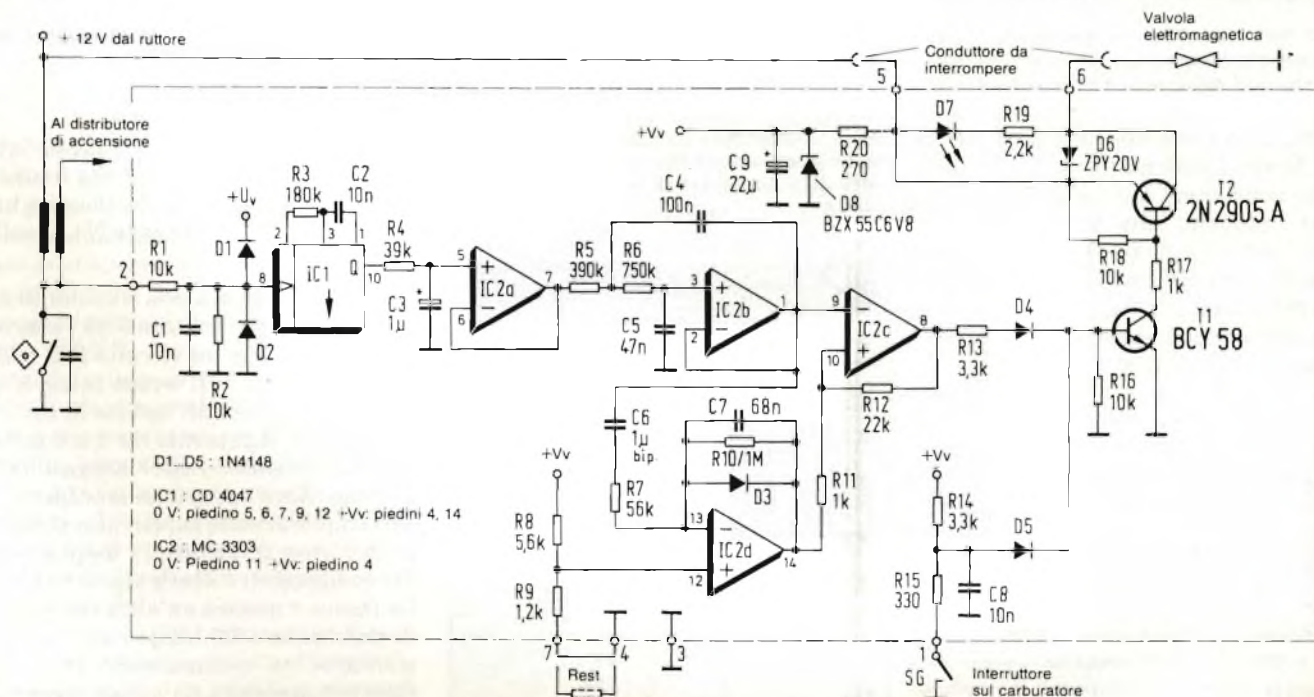 + 12 V dal ruttore
Valvola
elettromagnetica
Conduttore da
interrompere
5
6
Al distributore
di accensione
+Vv
R20
270
D7
R19
2,2k
D6
ZPY 20V
C9
22µ
D8
BZX 55 C6V8
T2
2N2905 A
+Uv
R3
180k
C2
10n
2
3
1
R4
39k
C4
100n
R18
10k
R17
1k
2
R1
10k
D1
8
IC1
Q
10
C3
1µ
5
+
6
−
IC2a
7
R5
390k
R6
750k
3
+
2
−
IC2b
1
9
−
10
+
IC2c
8
R13
3,3k
D4
T1
BCY 58
C1
10n
R2
10k
D2
C5
47n
R12
22k
R16
10k
C6
1µ
bip.
C7
68n
R10/1M
D3
R7
56k
R11
1k
D1...D5 : 1N4148
IC1 : CD 4047
0 V: piedino 5, 6, 7, 9, 12 +Vv: piedini 4, 14
IC2 : MC 3303
0 V: Piedino 11 +Vv: piedino 4
+Vv
R8
5,6k
R9
1,2k
13
−
12
+
IC2d
14
+Vv
R14
3,3k
D5
R15
330
C8
10n
7
4
3
1
Rest
SG
Interruttore
sul carburatore